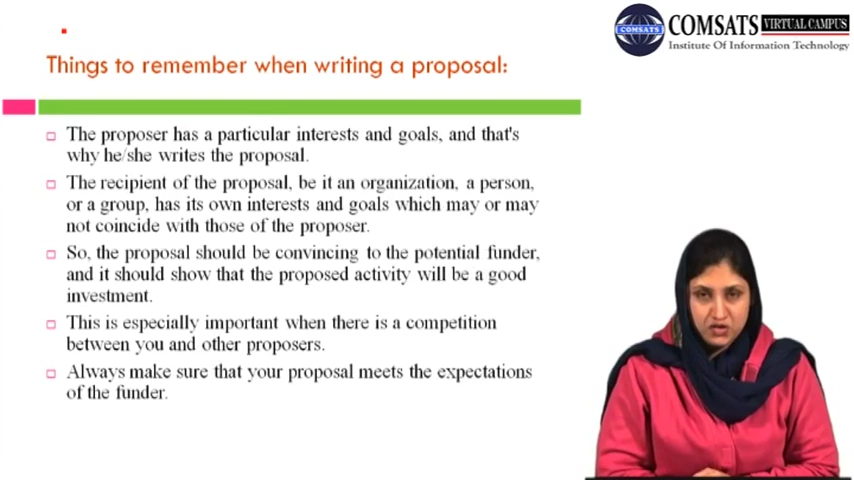 COMSATS VIRTUAL CAMPUS
COMSATS
Institute Of Information Technology
Things to remember when writing a proposal:
The proposer has a particular interests and goals, and that's
why he/she writes the proposal.
The recipient of the proposal, be it an organization, a person,
or a group, has its own interests and goals which may or may
not coincide with those of the proposer.
So, the proposal should be convincing to the potential funder,
and it should show that the proposed activity will be a good
investment.
This is especially important when there is a competition
between you and other proposers.
Always make sure that your proposal meets the expectations
of the funder.